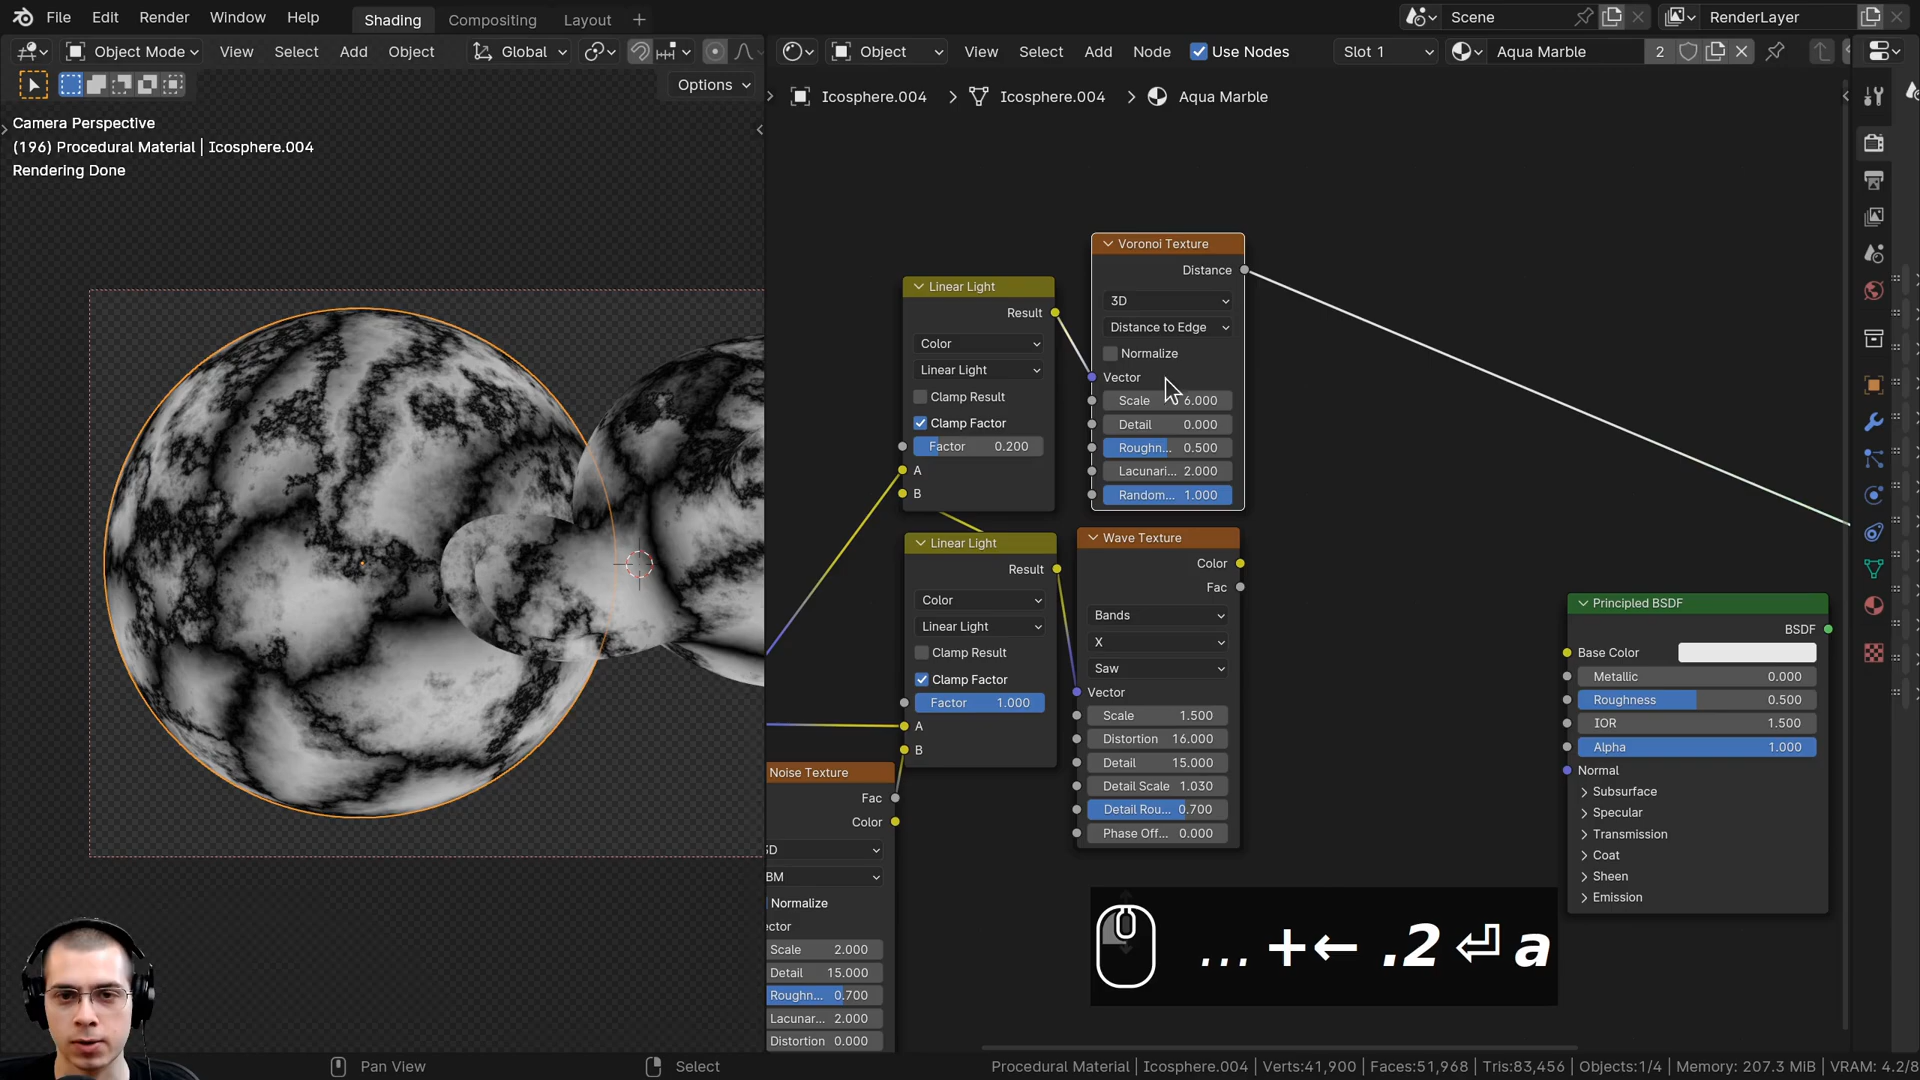 File Edit Render Window Help Shading Compositing Layout + Scene RenderLayer
Object Mode View Select Add Object Global
Object View Select Add Node Use Nodes Slot 1 Aqua Marble 2
Options
Icosphere.004 > Icosphere.004 > Aqua Marble
Camera Perspective
(196) Procedural Material | Icosphere.004
Rendering Done
Voronoi Texture
Distance
3D
Distance to Edge
Normalize
Vector
Scale 6.000
Detail 0.000
Roughn... 0.500
Lacunari... 2.000
Random... 1.000
Linear Light
Result
Color
Linear Light
Clamp Result
Clamp Factor
Factor 0.200
A
B
Linear Light
Result
Color
Linear Light
Clamp Result
Clamp Factor
Factor 1.000
A
B
Wave Texture
Color
Fac
Bands
X
Saw
Vector
Scale 1.500
Distortion 16.000
Detail 15.000
Detail Scale 1.030
Detail Rou... 0.700
Phase Off... 0.000
Noise Texture
Fac
Color
3D
BM
Normalize
ector
Scale 2.000
Detail 15.000
Roughn... 0.700
Lacunar... 2.000
Distortion 0.000
Principled BSDF
BSDF
Base Color
Metallic 0.000
Roughness 0.500
IOR 1.500
Alpha 1.000
Normal
Subsurface
Specular
Transmission
Coat
Sheen
Emission
... +← .2 ⏎ a
Pan View Select Procedural Material | Icosphere.004 | Verts:41,900 | Faces:51,968 | Tris:83,456 | Objects:1/4 | Memory: 207.3 MiB | VRAM: 4.2/8